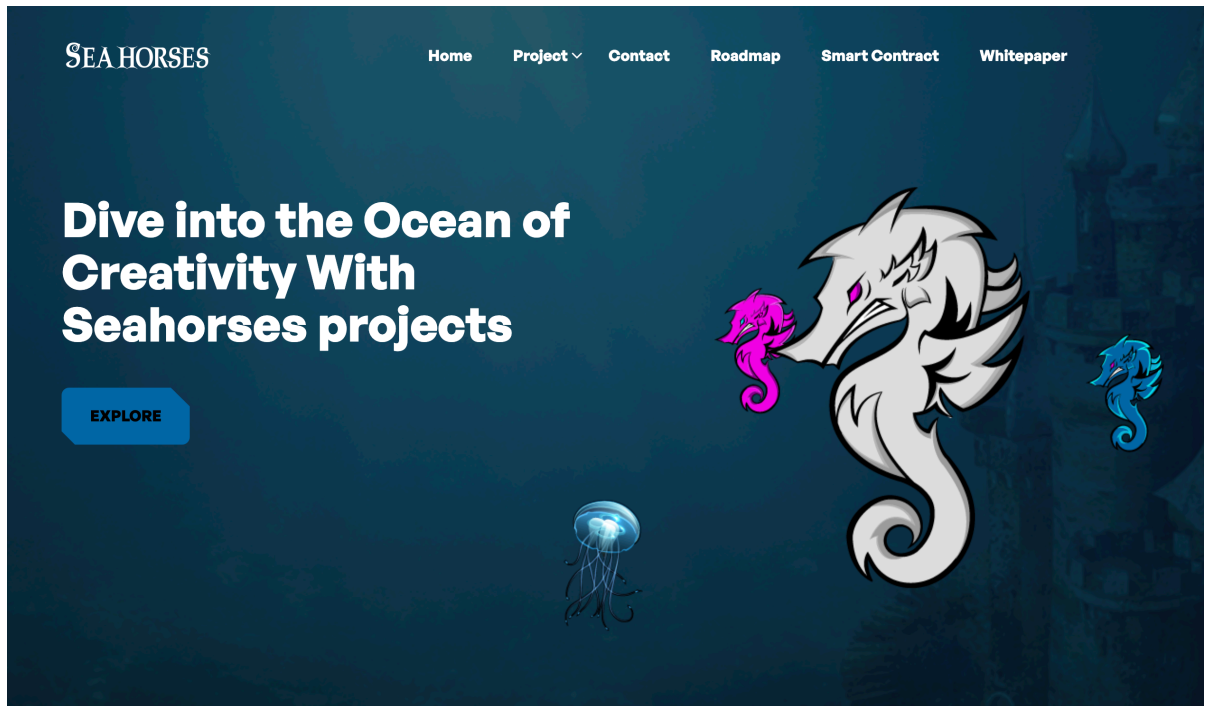 SEA HORSES
Home Project Contact Roadmap Smart Contract Whitepaper
Dive into the Ocean of
Creativity With
Seahorses projects
EXPLORE